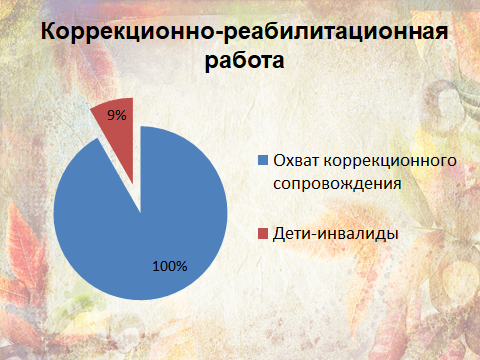 Коррекционно-реабилитационная
работа
9%
100%
Охват коррекционного
сопровождения
Дети-инвалиды